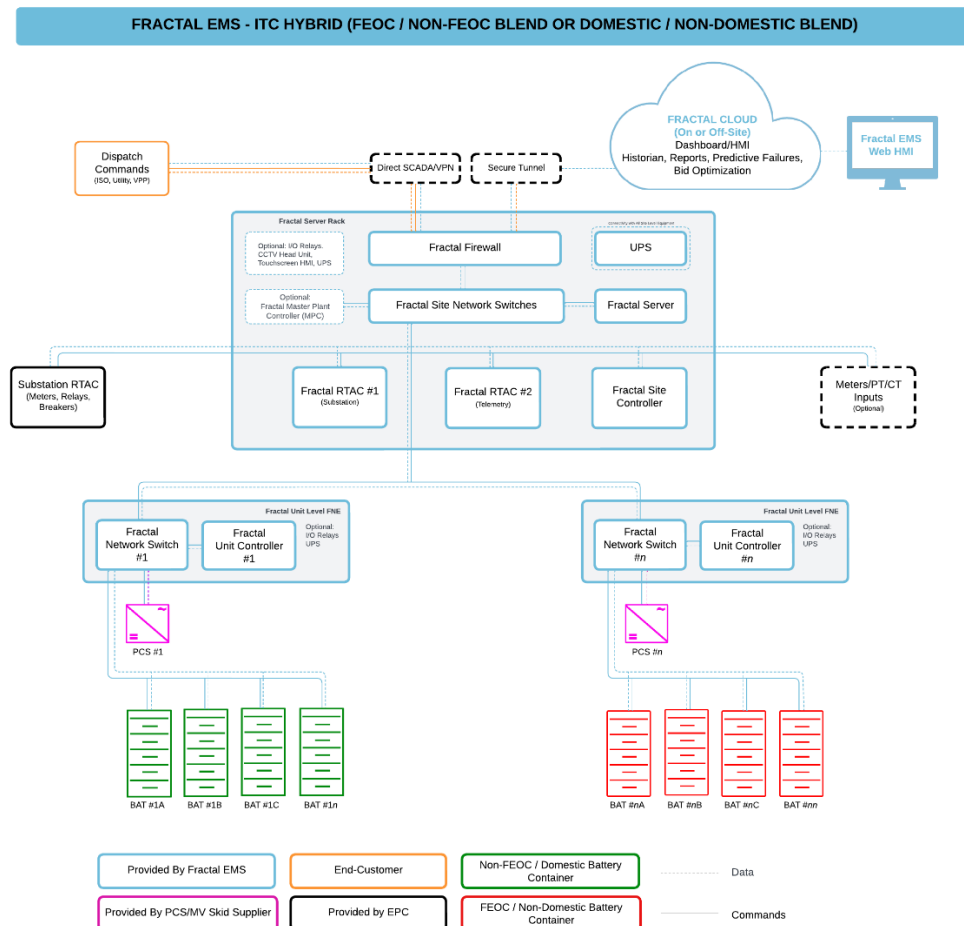 FRACTAL EMS - ITC HYBRID (FEOC / NON-FEOC BLEND OR DOMESTIC / NON-DOMESTIC BLEND)
FRACTAL CLOUD
(On or Off-Site)
Dashboard/HMI
Historian, Reports, Predictive Failures,
Bid Optimization
Fractal EMS
Web HMI
Dispatch
Commands
(ISO, Utility, VPP)
Direct SCADA/VPN
Secure Tunnel
Fractal Server Rack
Optional: I/O Relays.
CCTV Head Unit,
Touchscreen HMI, UPS
Fractal Firewall
UPS
Optional:
Fractal Master Plant
Controller (MPC)
Fractal Site Network Switches
Fractal Server
Substation RTAC
(Meters, Relays,
Breakers)
Fractal RTAC #1
(Substation)
Fractal RTAC #2
(Telemetry)
Fractal Site
Controller
Meters/PT/CT
Inputs
(Optional)
Fractal Unit Level FNE
Fractal
Network Switch
#1
Fractal
Unit Controller
#1
Optional:
I/O Relays
UPS
Fractal Unit Level FNE
Fractal
Network Switch
#n
Fractal
Unit Controller
#n
Optional:
I/O Relays
UPS
PCS #1
PCS #n
BAT #1A
BAT #1B
BAT #1C
BAT #1n
BAT #nA
BAT #nB
BAT #nC
BAT #nn
Provided By Fractal EMS
End-Customer
Non-FEOC / Domestic Battery
Container
Data
Provided By PCS/MV Skid Supplier
Provided by EPC
FEOC / Non-Domestic Battery
Container
Commands